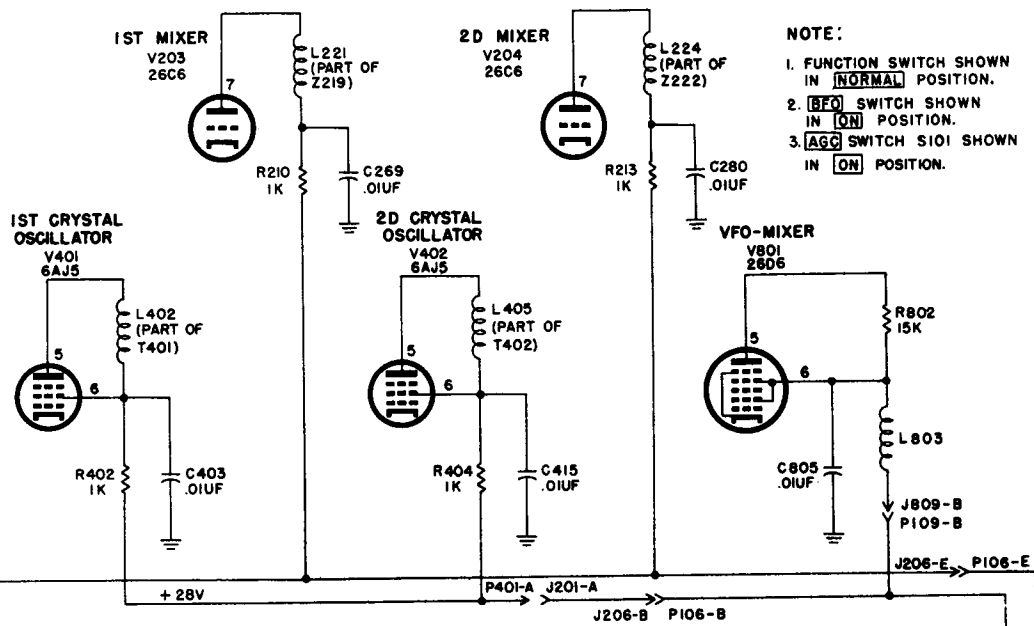 1ST MIXER
V203
26C6
7
L221
(PART OF
Z219)
R210
1K
C269
.01UF
2D MIXER
V204
26C6
7
L224
(PART OF
Z222)
R213
1K
C280
.01UF
NOTE:
1. FUNCTION SWITCH SHOWN
IN NORMAL POSITION.
2. BFO SWITCH SHOWN
IN ON POSITION.
3. AGC SWITCH S101 SHOWN
IN ON POSITION.
1ST CRYSTAL
OSCILLATOR
V401
6AJ5
5
6
L402
(PART OF
T401)
R402
1K
C403
.01UF
2D CRYSTAL
OSCILLATOR
V402
6AJ5
5
6
L405
(PART OF
T402)
R404
1K
C415
.01UF
VFO-MIXER
V801
26D6
5
6
R802
15K
L803
C805
.01UF
J809-B
P109-B
J206-E P106-E
+28V
P401-A J201-A
J206-B P106-B